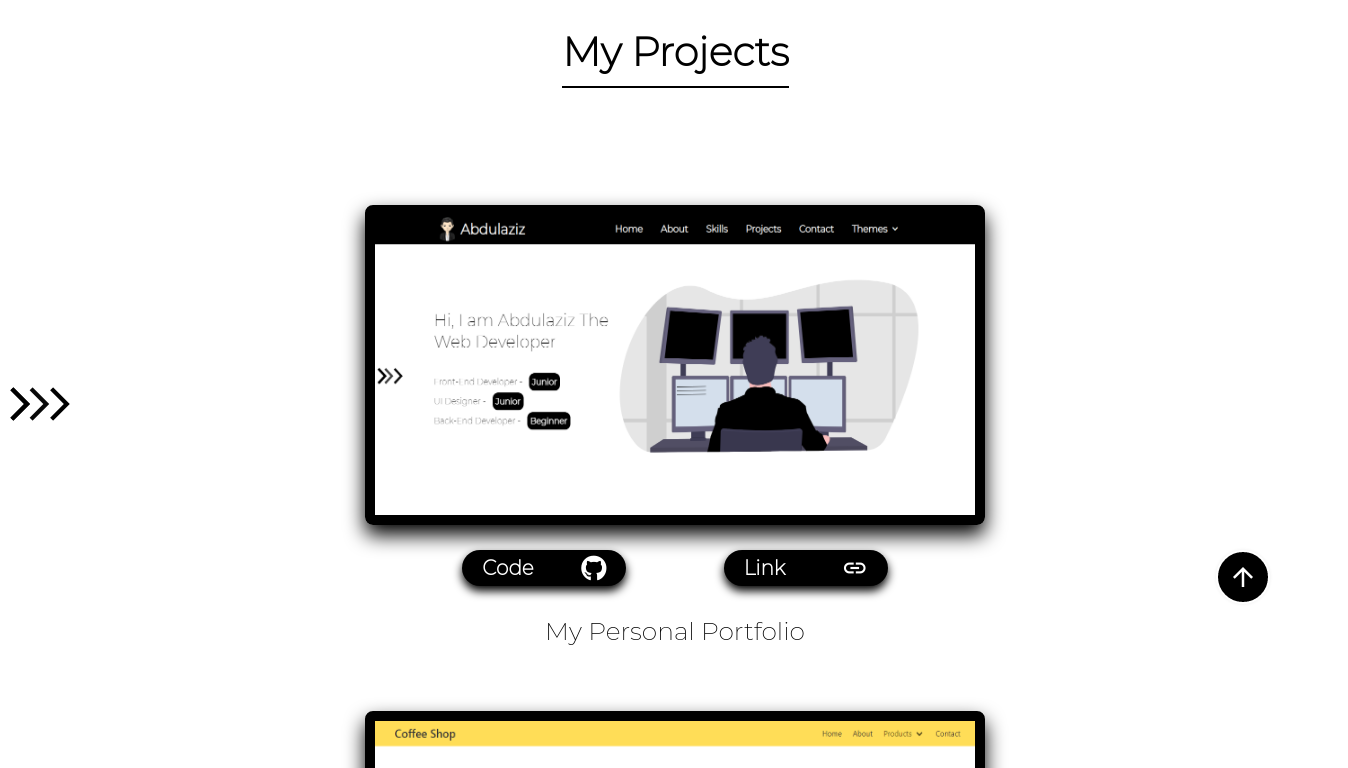 My Projects
Abdulaziz
Home About Skills Projects Contact Themes
Hi, I am Abdulaziz The
Web Developer
Front-End Developer - Junior
UI Designer - Junior
Back-End Developer - Beginner
Code
Link
My Personal Portfolio
Coffee Shop
Home About Products Contact